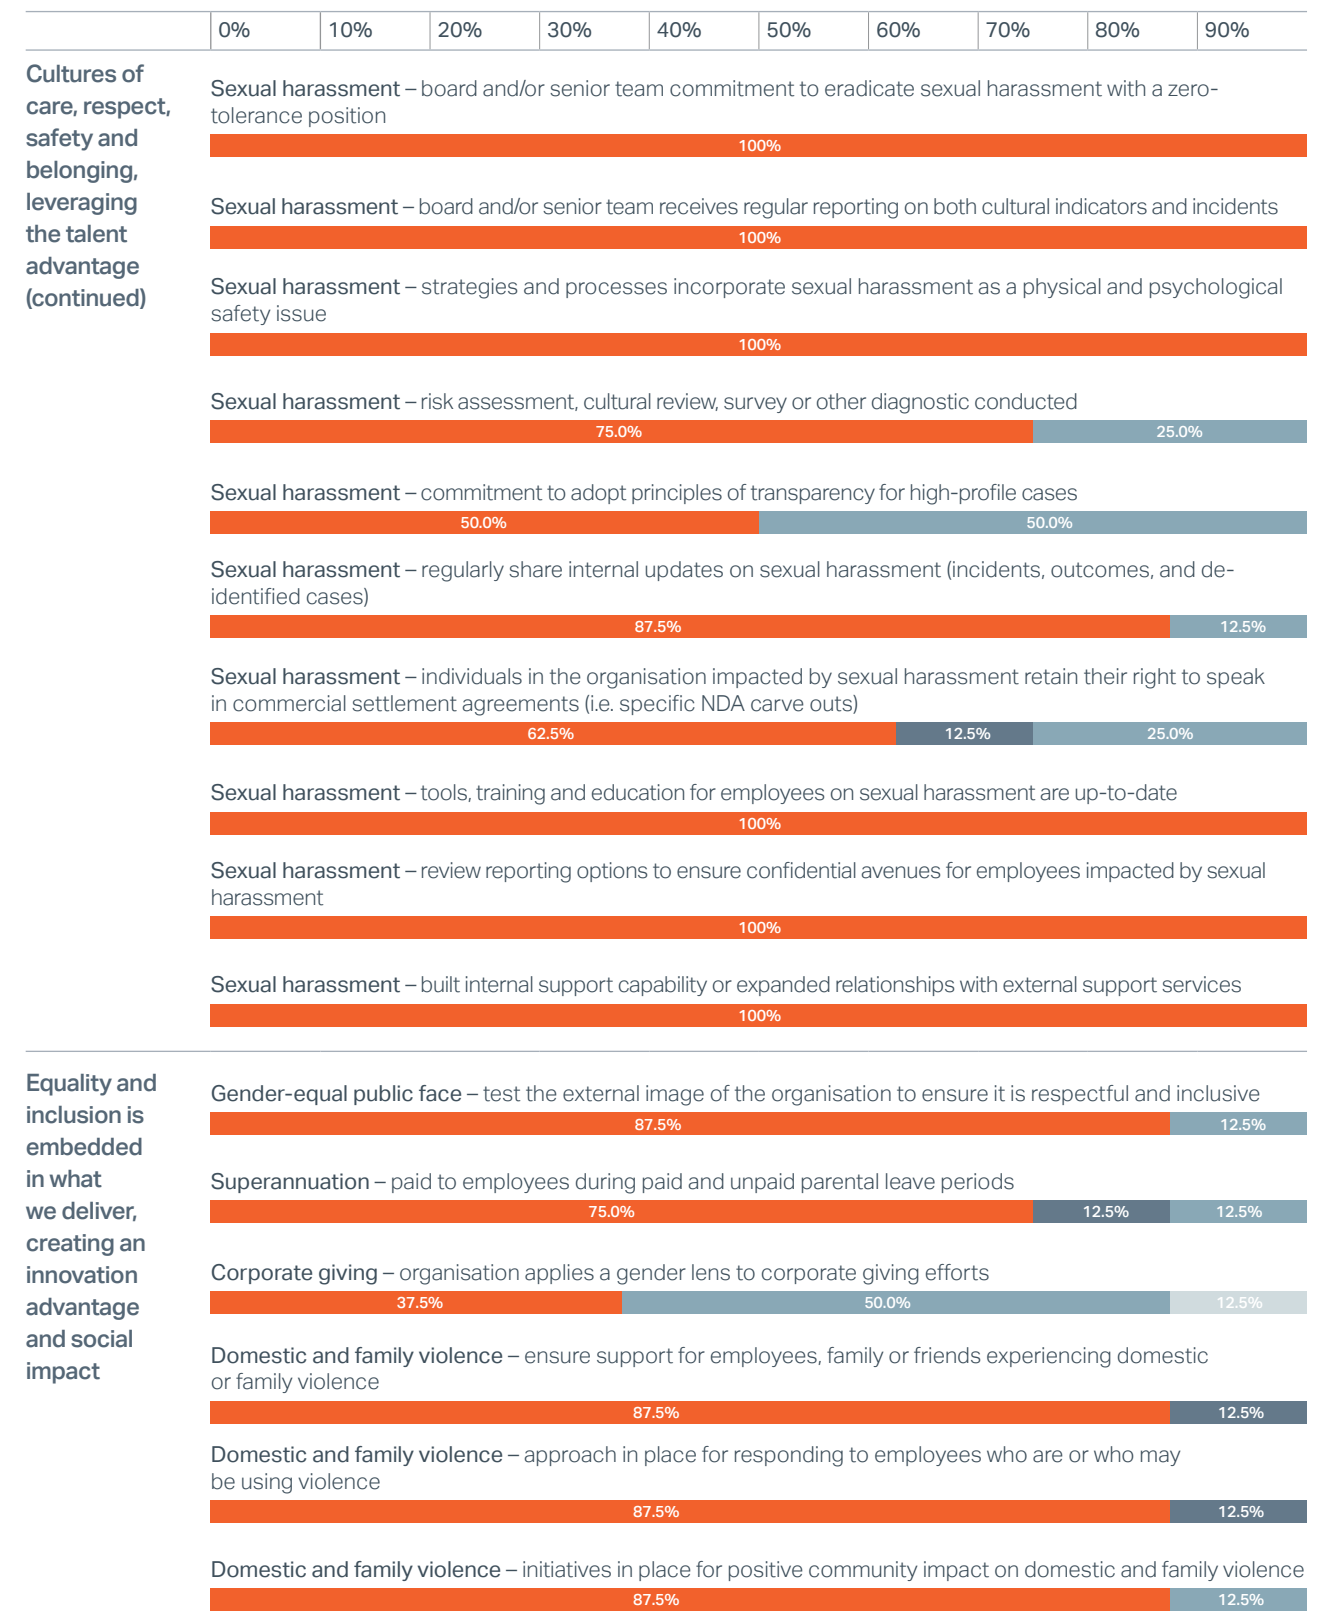 0% 10% 20% 30% 40% 50% 60% 70% 80% 90%
Cultures of
care, respect,
safety and
belonging,
leveraging
the talent
advantage
(continued)
Sexual harassment – board and/or senior team commitment to eradicate sexual harassment with a zero-
tolerance position
100%
Sexual harassment – board and/or senior team receives regular reporting on both cultural indicators and incidents
100%
Sexual harassment – strategies and processes incorporate sexual harassment as a physical and psychological
safety issue
100%
Sexual harassment – risk assessment, cultural review, survey or other diagnostic conducted
75.0% 25.0%
Sexual harassment – commitment to adopt principles of transparency for high-profile cases
50.0% 50.0%
Sexual harassment – regularly share internal updates on sexual harassment (incidents, outcomes, and de-
identified cases)
87.5% 12.5%
Sexual harassment – individuals in the organisation impacted by sexual harassment retain their right to speak
in commercial settlement agreements (i.e. specific NDA carve outs)
62.5% 12.5% 25.0%
Sexual harassment – tools, training and education for employees on sexual harassment are up-to-date
100%
Sexual harassment – review reporting options to ensure confidential avenues for employees impacted by sexual
harassment
100%
Sexual harassment – built internal support capability or expanded relationships with external support services
100%
Equality and
inclusion is
embedded
in what
we deliver,
creating an
innovation
advantage
and social
impact
Gender-equal public face – test the external image of the organisation to ensure it is respectful and inclusive
87.5% 12.5%
Superannuation – paid to employees during paid and unpaid parental leave periods
75.0% 12.5% 12.5%
Corporate giving – organisation applies a gender lens to corporate giving efforts
37.5% 50.0% 12.5%
Domestic and family violence – ensure support for employees, family or friends experiencing domestic
or family violence
87.5% 12.5%
Domestic and family violence – approach in place for responding to employees who are or who may
be using violence
87.5% 12.5%
Domestic and family violence – initiatives in place for positive community impact on domestic and family violence
87.5% 12.5%